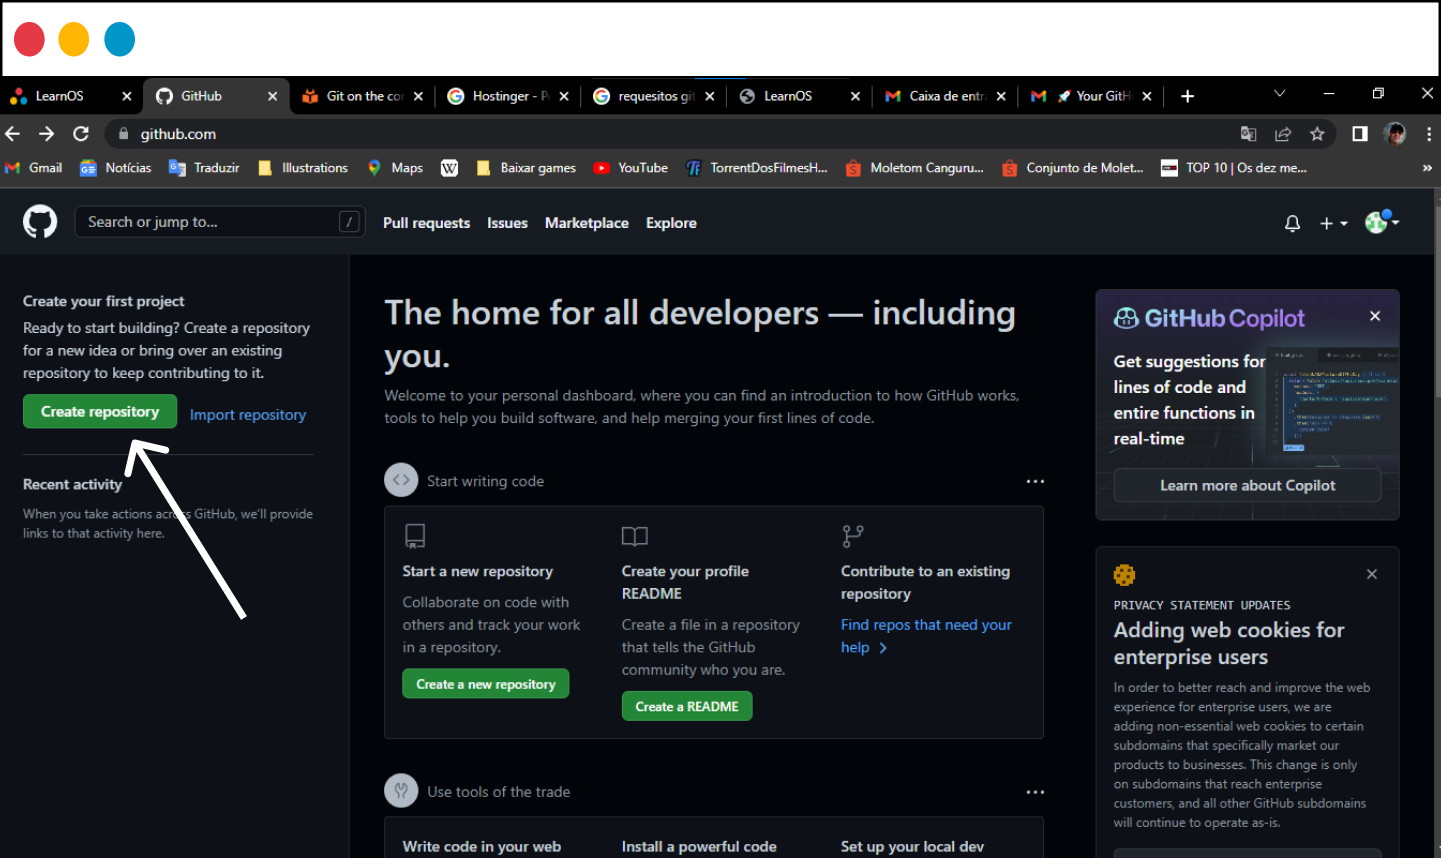 LearnOS
GitHub
Git on the co
Hostinger - P
requesitos git
LearnOS
Caixa de entr
Your GitH
github.com
Gmail
Notícias
Traduzir
Illustrations
Maps
W
Baixar games
YouTube
TorrentDosFilmesH...
Moletom Canguru...
Conjunto de Molet...
TOP 10 | Os dez me...
»
Search or jump to...
/
Pull requests
Issues
Marketplace
Explore
Create your first project
Ready to start building? Create a repository
for a new idea or bring over an existing
repository to keep contributing to it.
Create repository
Import repository
Recent activity
When you take actions across GitHub, we'll provide
links to that activity here.
The home for all developers — including
you.
Welcome to your personal dashboard, where you can find an introduction to how GitHub works,
tools to help you build software, and help merging your first lines of code.
Start writing code
Start a new repository
Collaborate on code with
others and track your work
in a repository.
Create a new repository
Create your profile
README
Create a file in a repository
that tells the GitHub
community who you are.
Create a README
Contribute to an existing
repository
Find repos that need your
help
Use tools of the trade
Write code in your web
Install a powerful code
Set up your local dev
GitHub Copilot
Get suggestions for
lines of code and
entire functions in
real-time
Learn more about Copilot
PRIVACY STATEMENT UPDATES
Adding web cookies for
enterprise users
In order to better reach and improve the web
experience for enterprise users, we are
adding non-essential web cookies to certain
subdomains that specifically market our
products to businesses. This change is only
on subdomains that reach enterprise
customers, and all other GitHub subdomains
will continue to operate as-is.